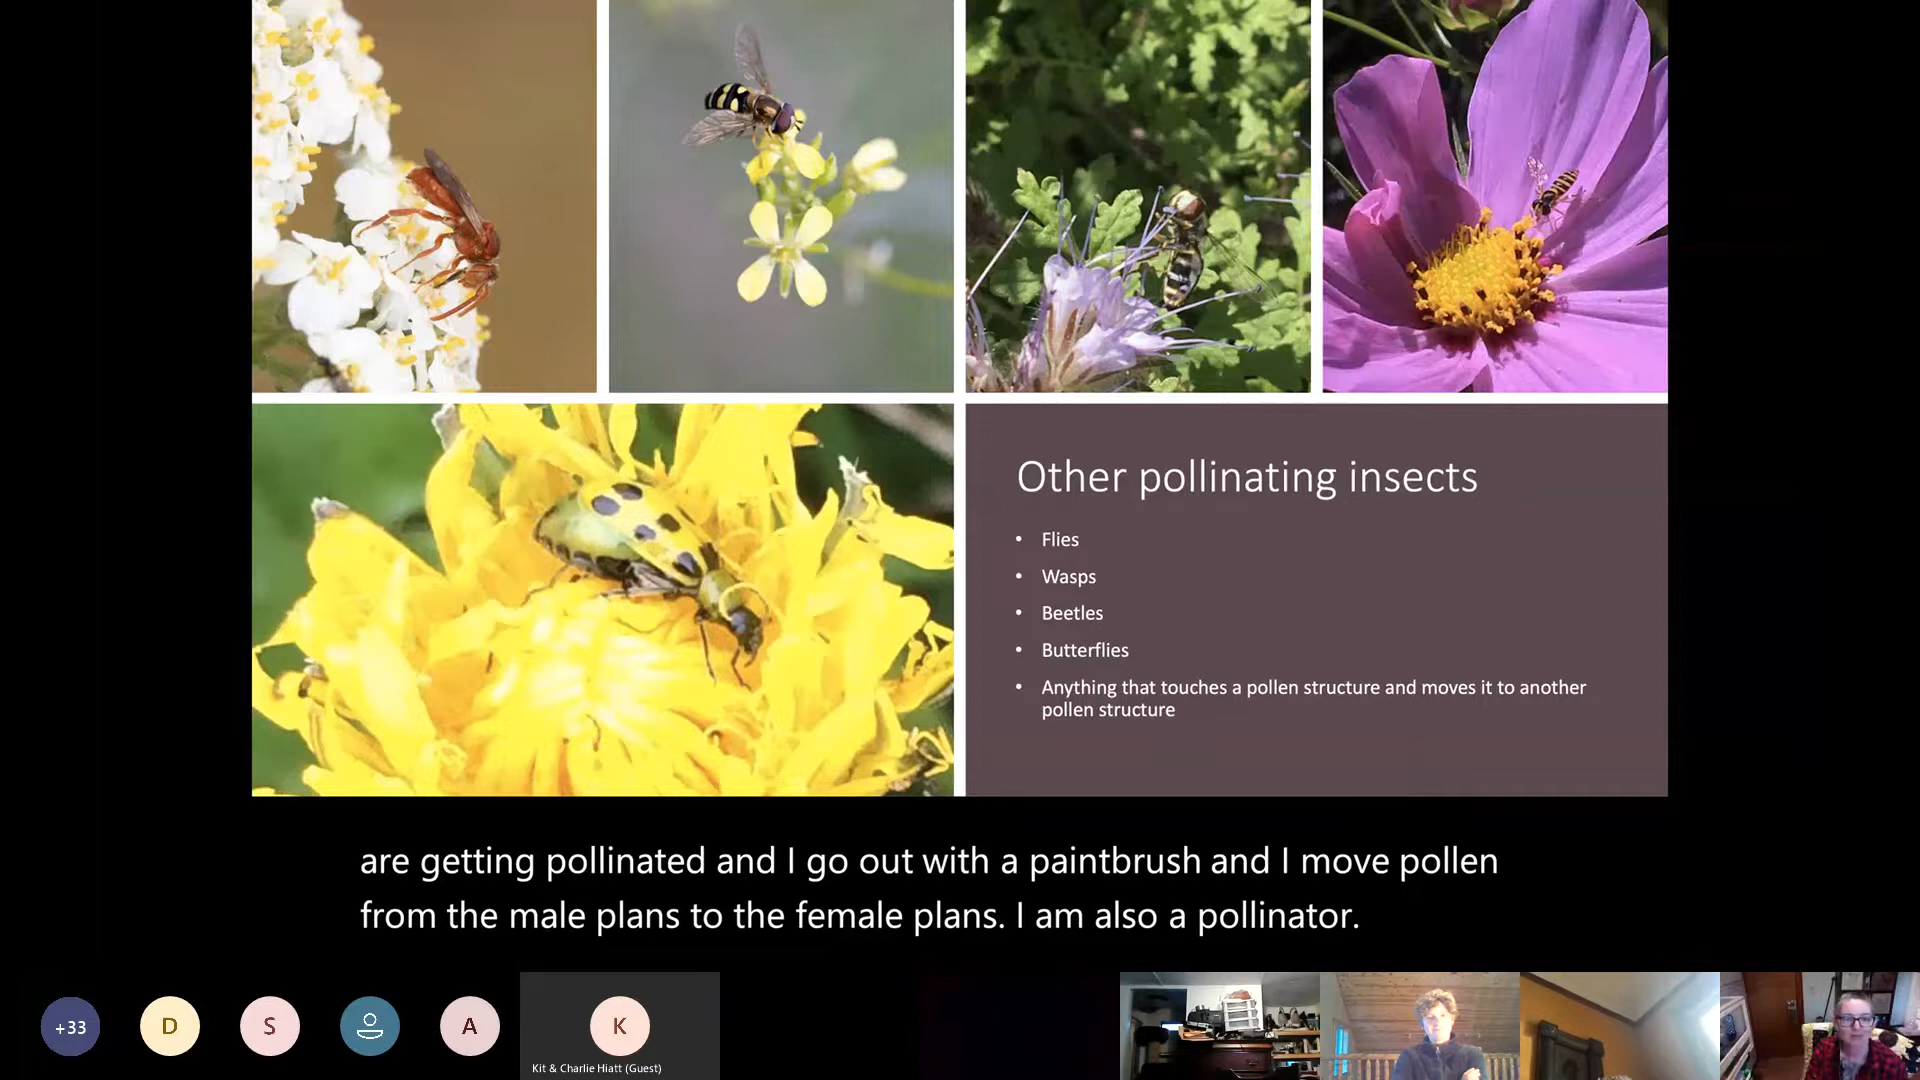 Other pollinating insects
• Flies
• Wasps
• Beetles
• Butterflies
• Anything that touches a pollen structure and moves it to another
pollen structure
are getting pollinated and I go out with a paintbrush and I move pollen
from the male plans to the female plans. I am also a pollinator.
+33
D
S
A
K
Kit & Charlie Hiatt (Guest)